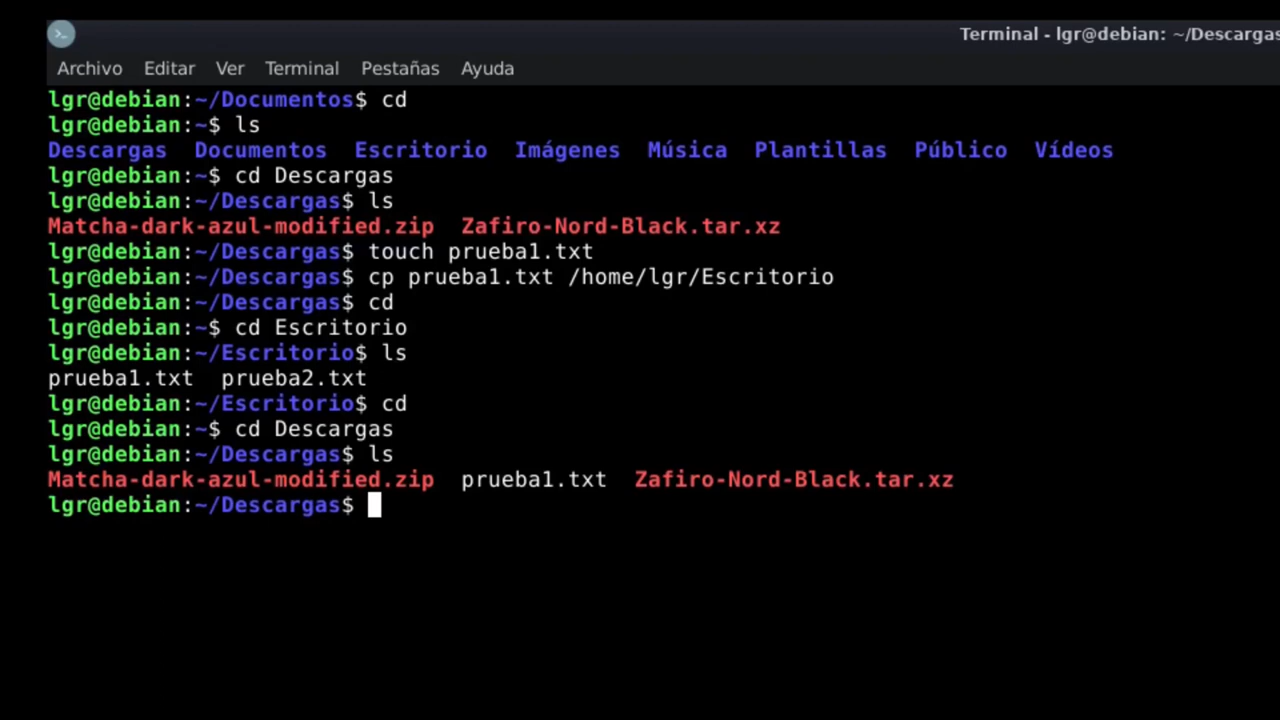 Terminal - lgr@debian: ~/Descargas
Archivo Editar Ver Terminal Pestañas Ayuda
lgr@debian:~/Documentos$ cd
lgr@debian:~$ ls
Descargas Documentos Escritorio Imágenes Música Plantillas Público Vídeos
lgr@debian:~$ cd Descargas
lgr@debian:~/Descargas$ ls
Matcha-dark-azul-modified.zip Zafiro-Nord-Black.tar.xz
lgr@debian:~/Descargas$ touch prueba1.txt
lgr@debian:~/Descargas$ cp prueba1.txt /home/lgr/Escritorio
lgr@debian:~/Descargas$ cd
lgr@debian:~$ cd Escritorio
lgr@debian:~/Escritorio$ ls
prueba1.txt prueba2.txt
lgr@debian:~/Escritorio$ cd
lgr@debian:~$ cd Descargas
lgr@debian:~/Descargas$ ls
Matcha-dark-azul-modified.zip prueba1.txt Zafiro-Nord-Black.tar.xz
lgr@debian:~/Descargas$